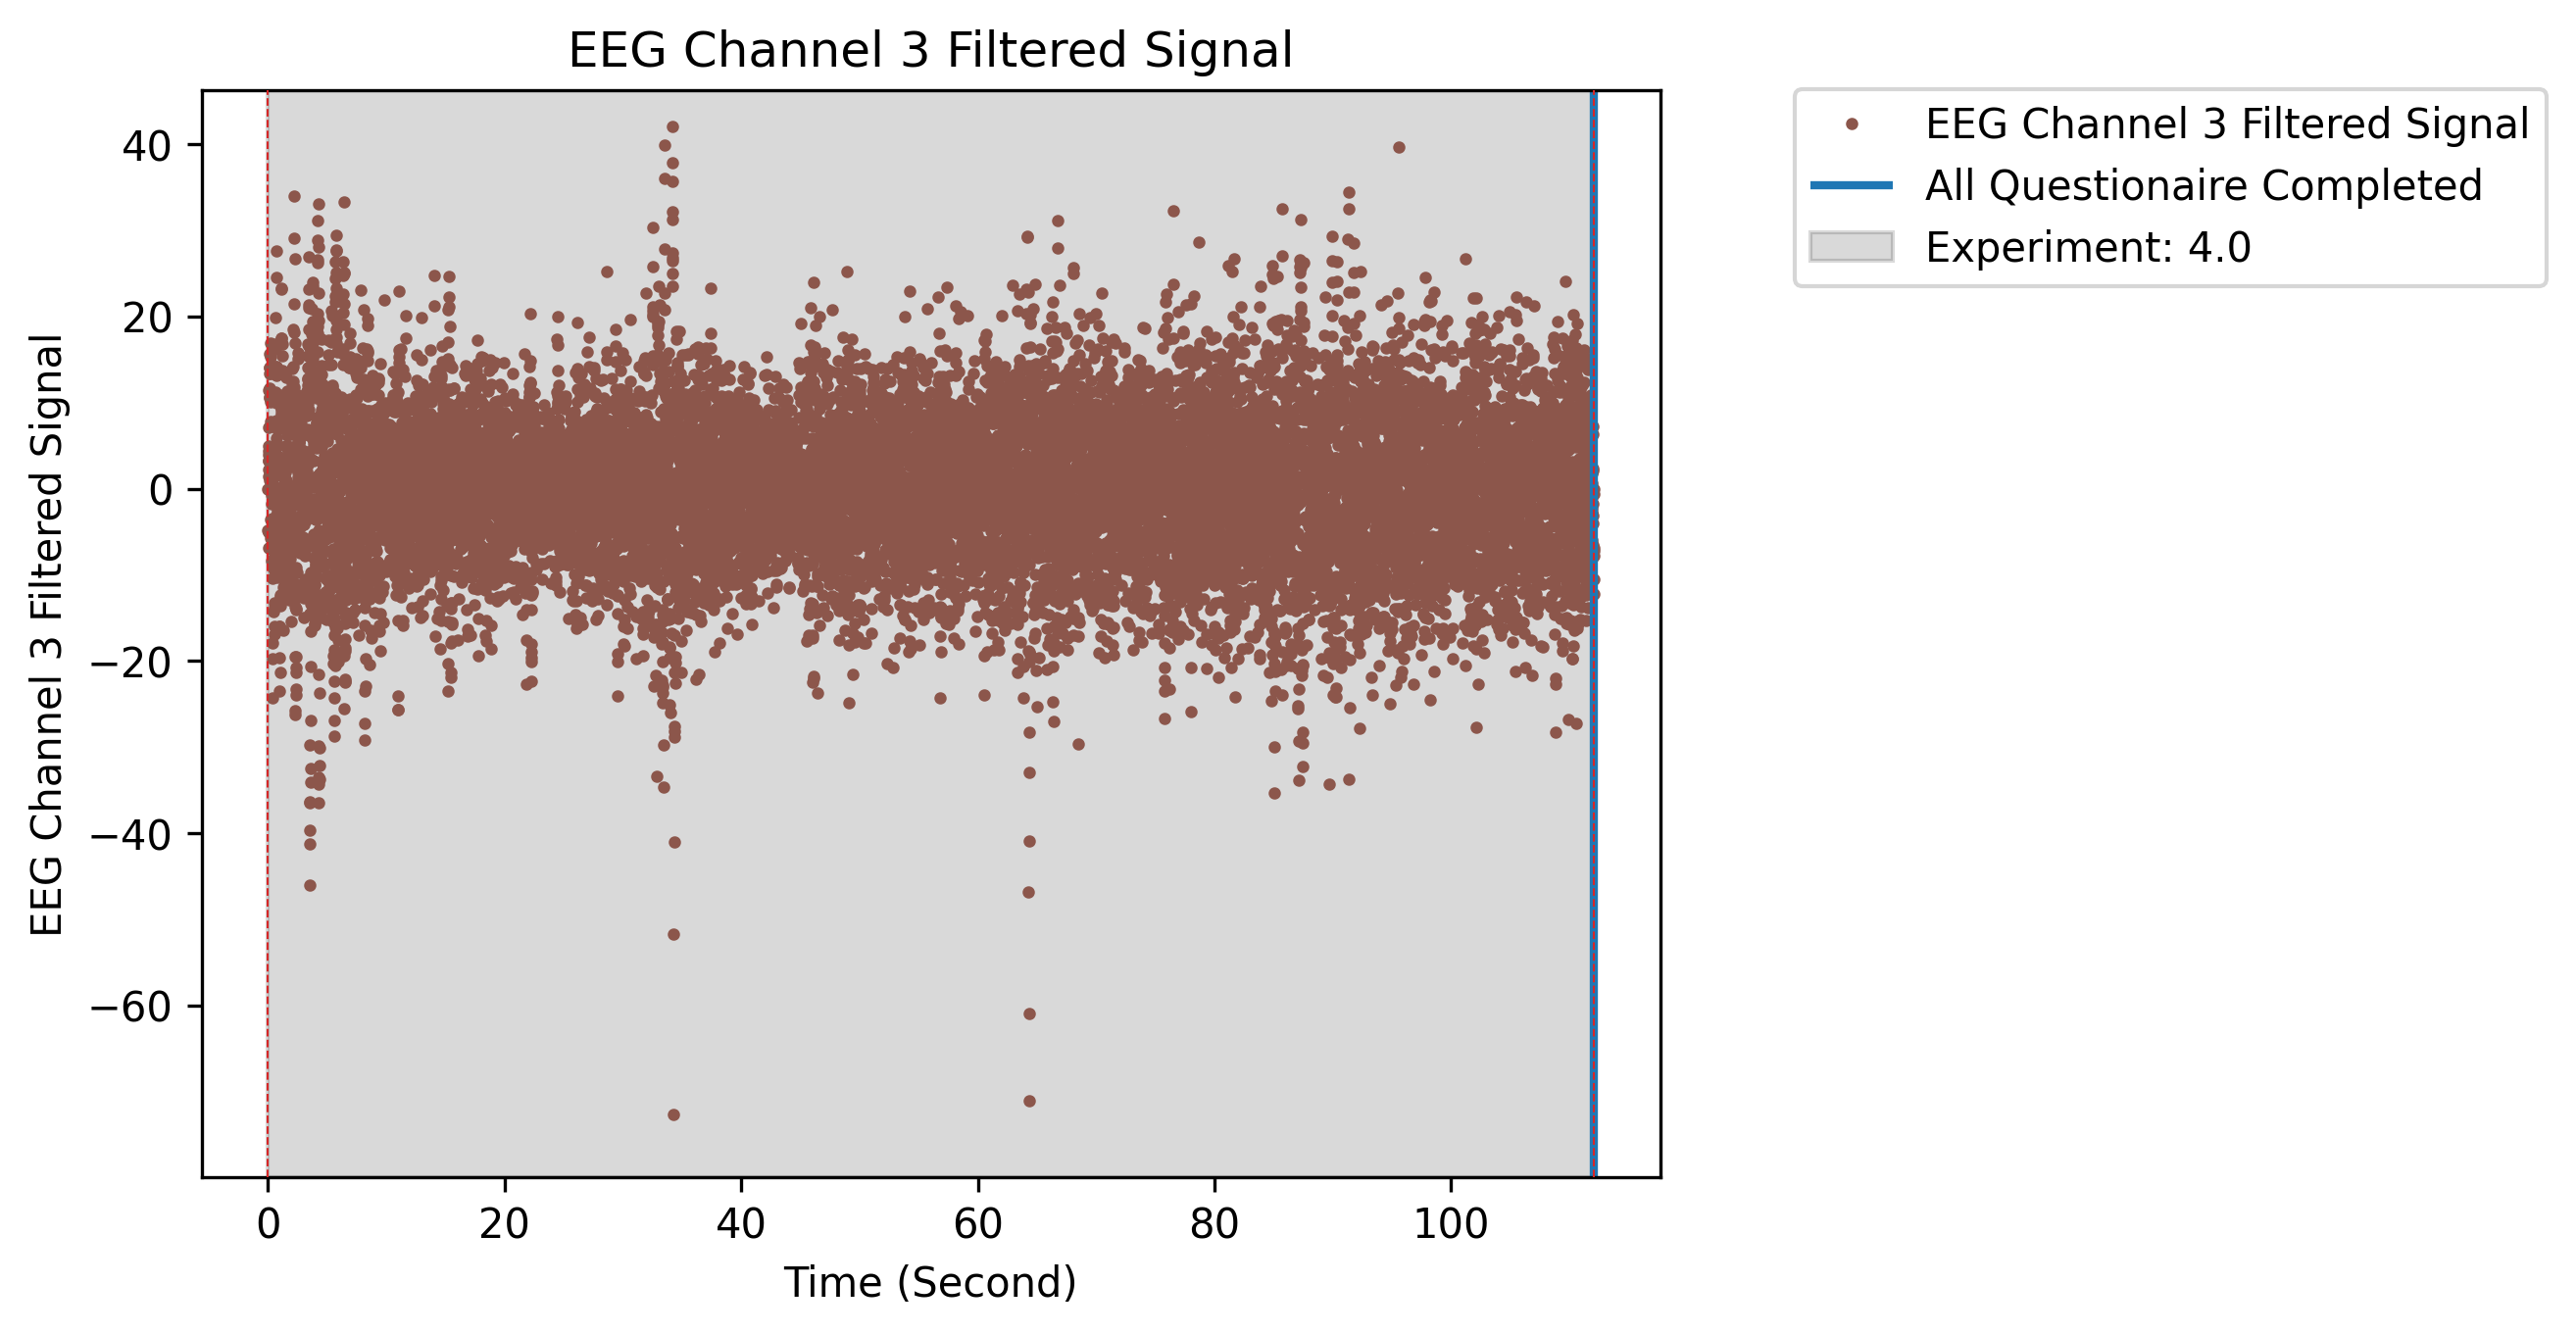 EEG Channel 3 Filtered Signal
EEG Channel 3 Filtered Signal
40
20
0
−20
−40
−60
0 20 40 60 80 100
Time (Second)
EEG Channel 3 Filtered Signal
All Questionaire Completed
Experiment: 4.0